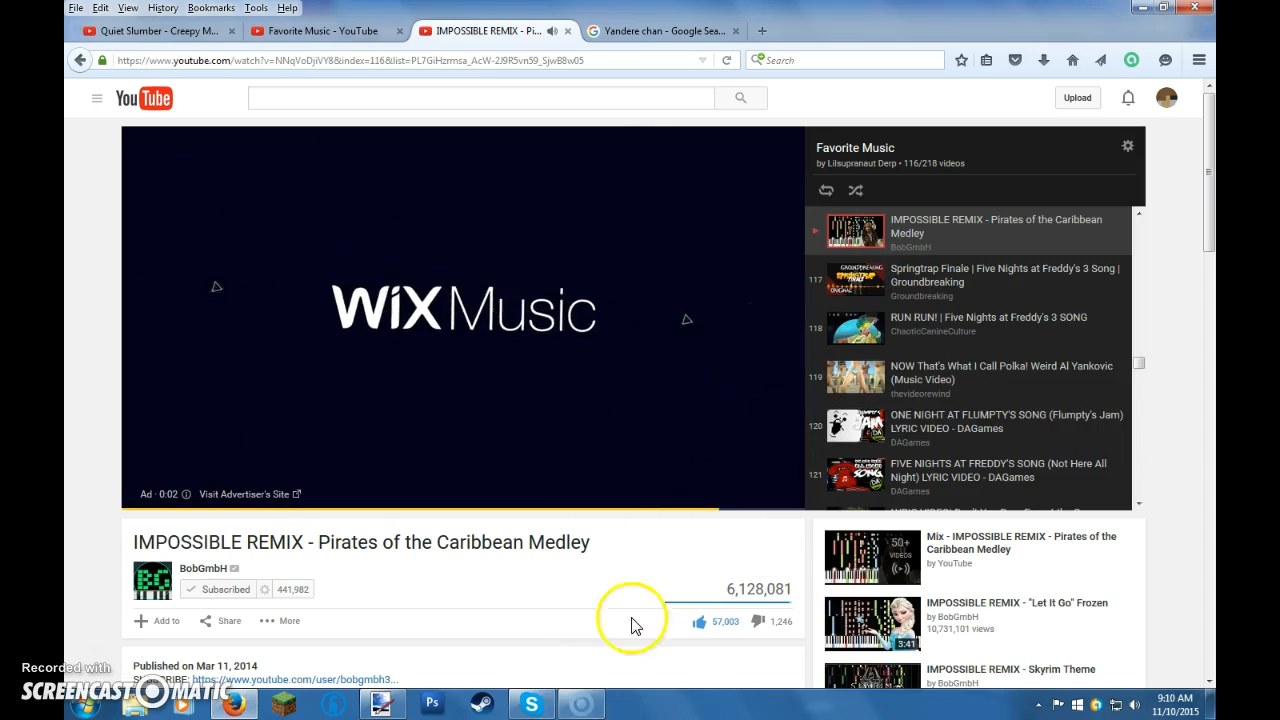 File Edit View History Bookmarks Tools Help
Quiet Slumber - Creepy M...
Favorite Music - YouTube
IMPOSSIBLE REMIX - Pi...
Yandere chan - Google Sea...
https://www.youtube.com/watch?v=NNqVoDjiVY8&index=116&list=PL7GiHzrmsa_AcW-2J9R5vn59_SjwB8w05
Search
YouTube
Upload
WiX Music
Ad · 0:02
Visit Advertiser's Site
Favorite Music
by Lilsupranaut Derp • 116/218 videos
IMPOSSIBLE REMIX - Pirates of the Caribbean
Medley
BobGmbH
117
Springtrap Finale | Five Nights at Freddy's 3 Song |
Groundbreaking
Groundbreaking
118
RUN RUN! | Five Nights at Freddy's 3 SONG
ChaoticCanineCulture
119
NOW That's What I Call Polka! Weird Al Yankovic
(Music Video)
thevideorewind
120
ONE NIGHT AT FLUMPTY'S SONG (Flumpty's Jam)
LYRIC VIDEO - DAGames
DAGames
121
FIVE NIGHTS AT FREDDY'S SONG (Not Here All
Night) LYRIC VIDEO - DAGames
DAGames
IMPOSSIBLE REMIX - Pirates of the Caribbean Medley
BG
BobGmbH
Subscribed
441,982
6,128,081
Add to
Share
More
57,003
1,246
Published on Mar 11, 2014
https://www.youtube.com/user/bobgmbh3...
50+
VIDEOS
Mix - IMPOSSIBLE REMIX - Pirates of the
Caribbean Medley
by YouTube
3:41
IMPOSSIBLE REMIX - "Let It Go" Frozen
by BobGmbH
10,731,101 views
IMPOSSIBLE REMIX - Skyrim Theme
by BobGmbH
Recorded with
SCREENCAST-O-MATIC
Ps
S
9:10 AM
11/10/2015